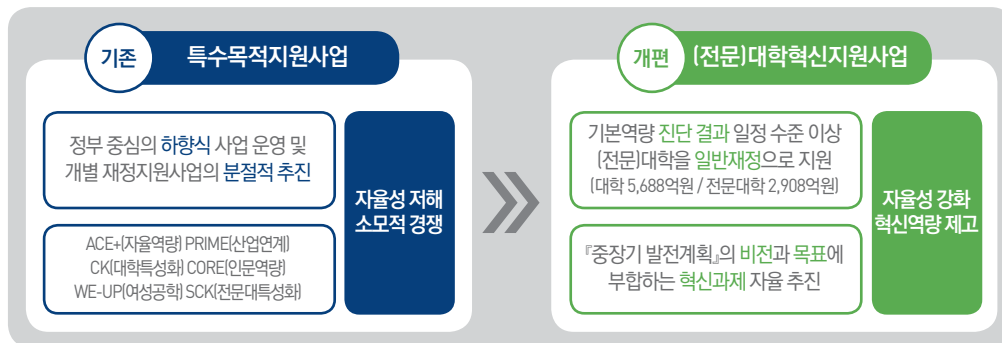 기존 특수목적지원사업
정부 중심의 하향식 사업 운영 및
개별 재정지원사업의 분절적 추진
ACE+(자율역량) PRIME(산업연계)
CK(대학특성화) CORE(인문역량)
WE-UP(여성공학) SCK(전문대특성화)
자율성 저해
소모적 경쟁
개편 (전문)대학혁신지원사업
기본역량 진단 결과 일정 수준 이상
(전문)대학을 일반재정으로 지원
(대학 5,688억원 / 전문대학 2,908억원)
『중장기 발전계획』의 비전과 목표에
부합하는 혁신과제 자율 추진
자율성 강화
혁신역량 제고